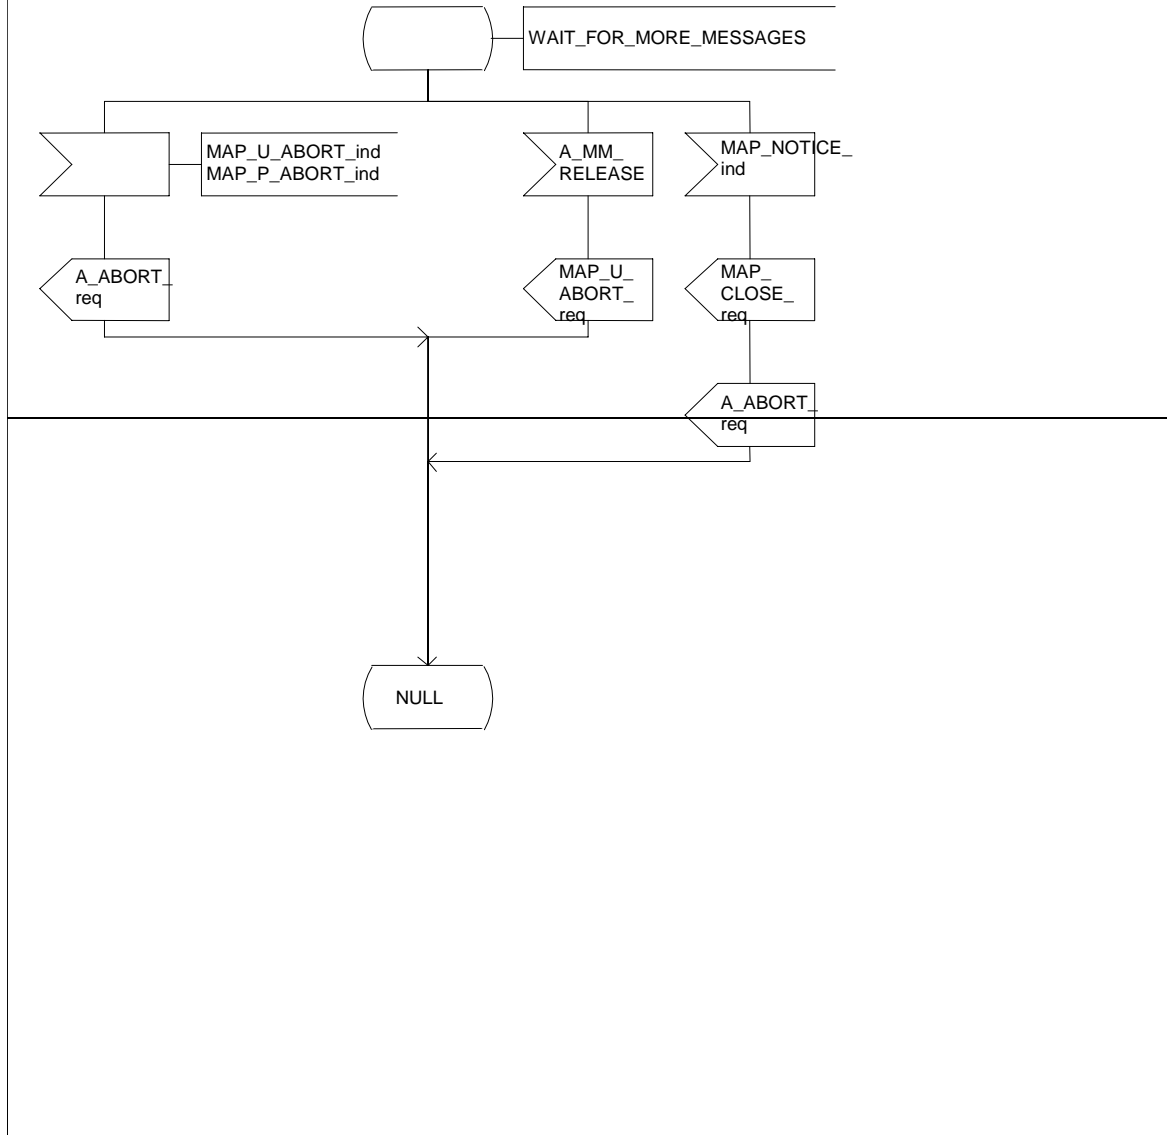 WAIT_FOR_MORE_MESSAGES
MAP_U_ABORT_ind
MAP_P_ABORT_ind
A_MM_
RELEASE
MAP_NOTICE_
ind
A_ABORT_
req
MAP_U_
ABORT_
req
MAP_
CLOSE_
req
A_ABORT_
req
NULL